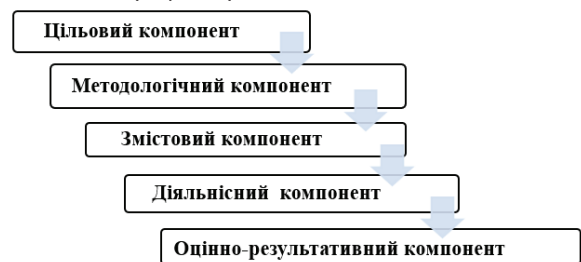 Цільовий компонент
Методологічний компонент
Змістовий компонент
Діяльнісний компонент
Оцінно-результативний компонент